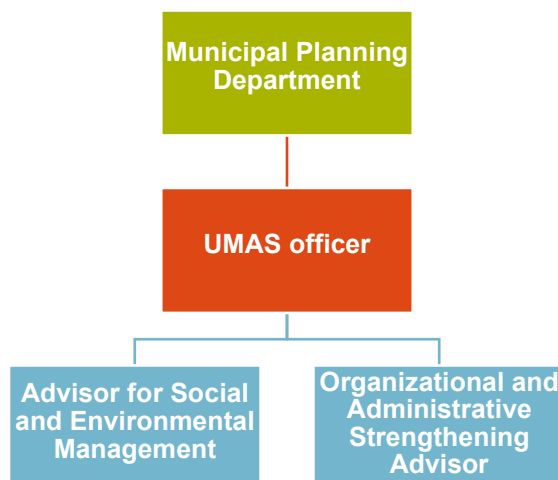 Municipal Planning
Department
UMAS officer
Advisor for Social
and Environmental
Management
Organizational and
Administrative
Strengthening
Advisor